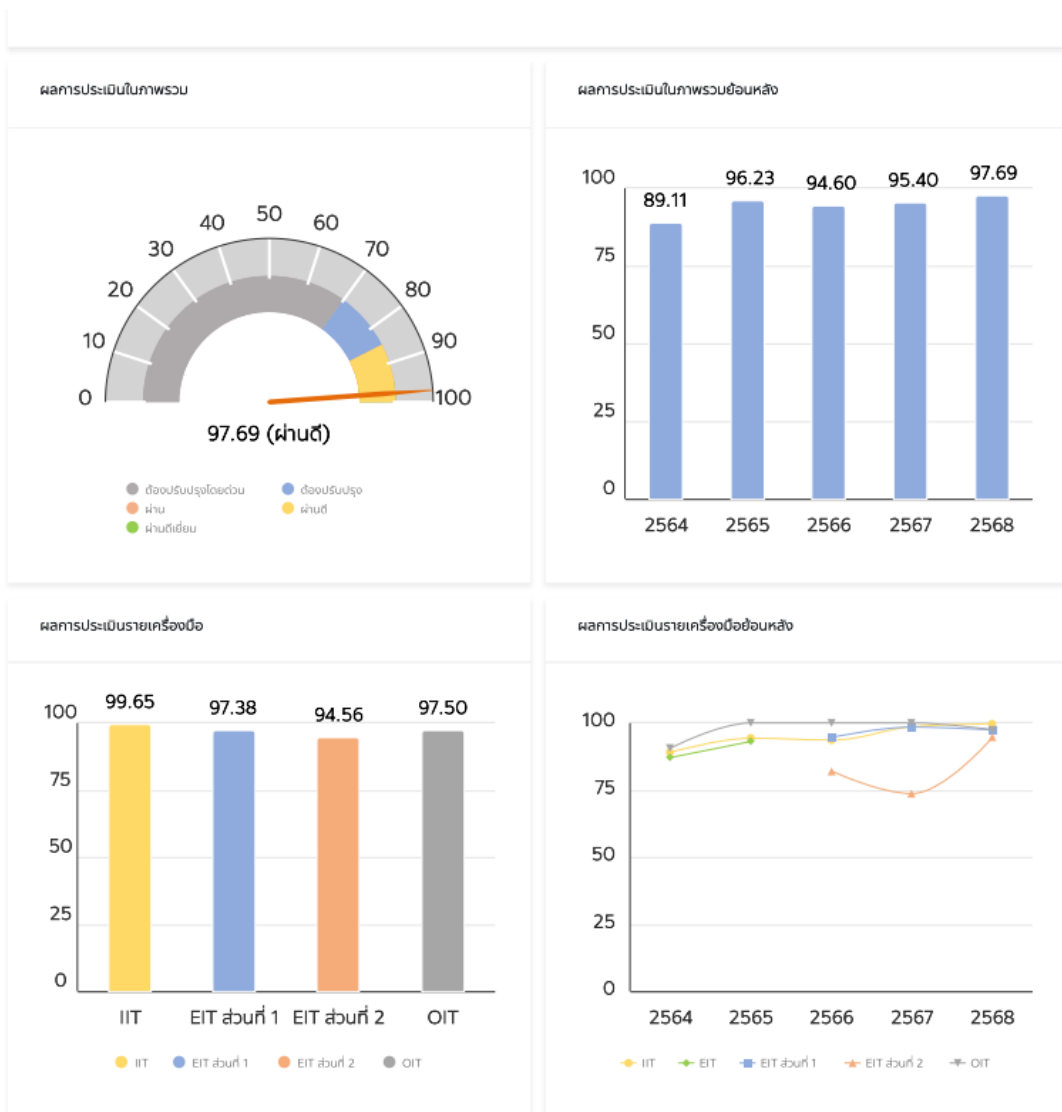 ผลการประเมินในภาพรวม
50
40
60
30
70
20
80
10
90
0
100
97.69 (ผ่านดี)
ต้องปรับปรุงโดยด่วน
ต้องปรับปรุง
ผ่าน
ผ่านดี
ผ่านดีเยี่ยม
ผลการประเมินในภาพรวมย้อนหลัง
100
75
50
25
0
89.11
96.23
94.60
95.40
97.69
2564
2565
2566
2567
2568
ผลการประเมินรายเครื่องมือ
100
75
50
25
0
99.65
97.38
94.56
97.50
IIT
EIT ส่วนที่ 1
EIT ส่วนที่ 2
OIT
IIT
EIT ส่วนที่ 1
EIT ส่วนที่ 2
OIT
ผลการประเมินรายเครื่องมือย้อนหลัง
100
75
50
25
0
2564
2565
2566
2567
2568
IIT
EIT
EIT ส่วนที่ 1
EIT ส่วนที่ 2
OIT